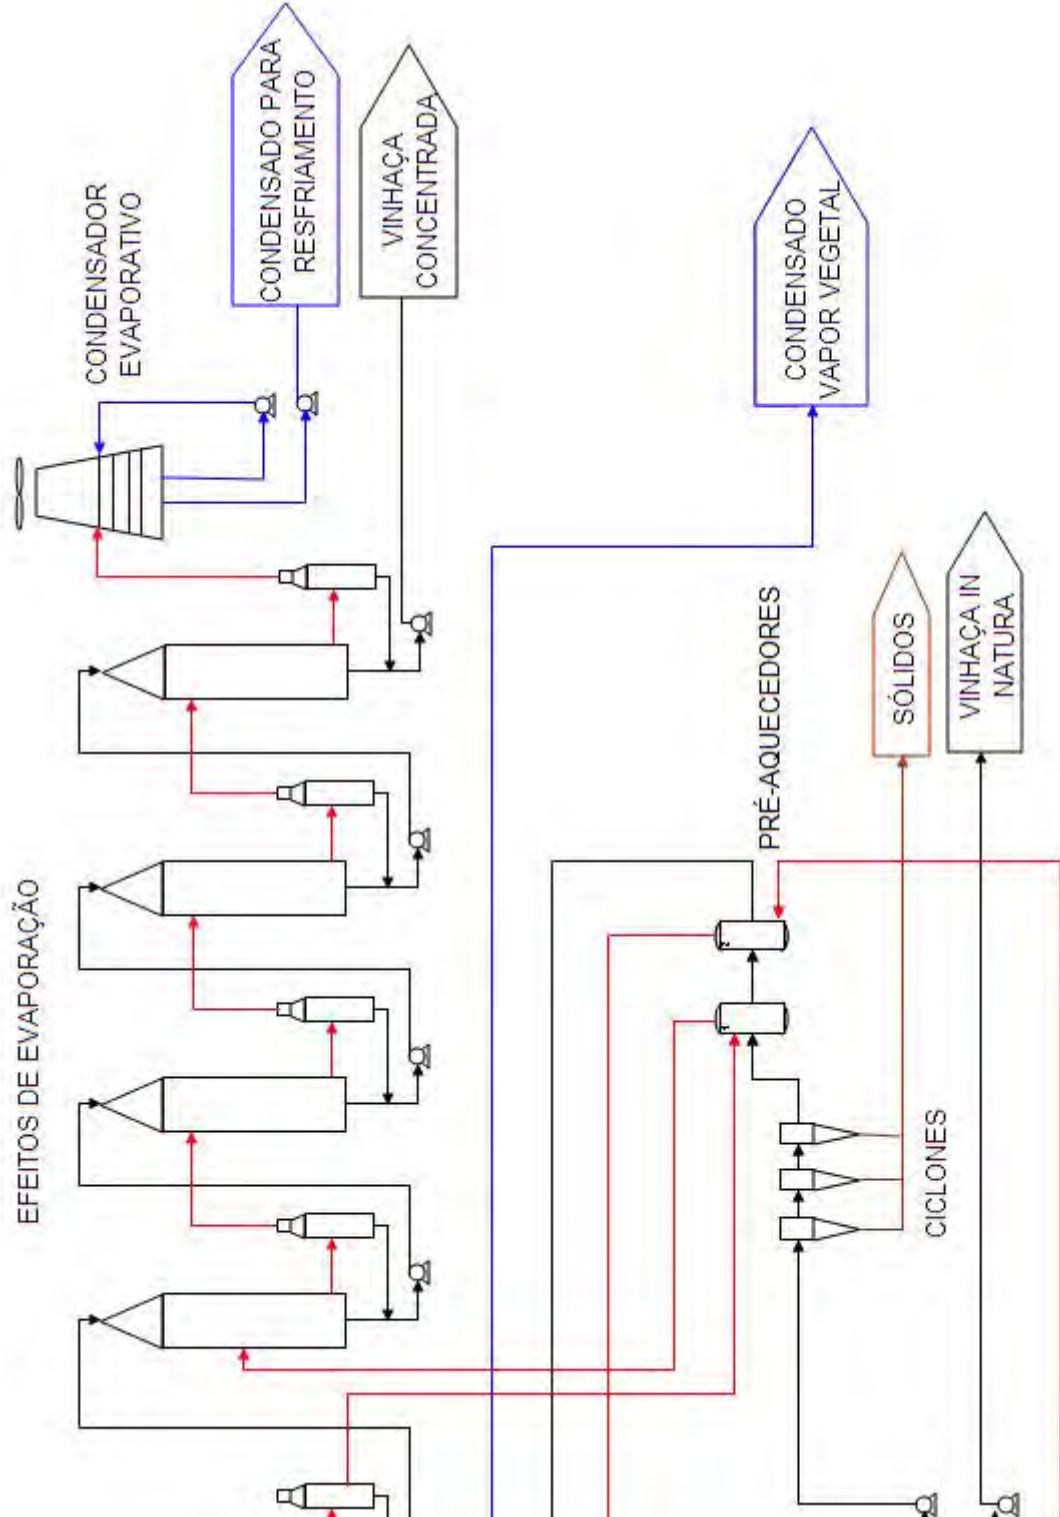 CONDENSADO PARA
RESFRIAMENTO
VINHAÇA
CONCENTRADA
CONDENSADOR
EVAPORATIVO
CONDENSADO
VAPOR VEGETAL
PRÉ-AQUECEDORES
SÓLIDOS
VINHAÇA IN
NATURA
EFEITOS DE EVAPORAÇÃO
CICLONES